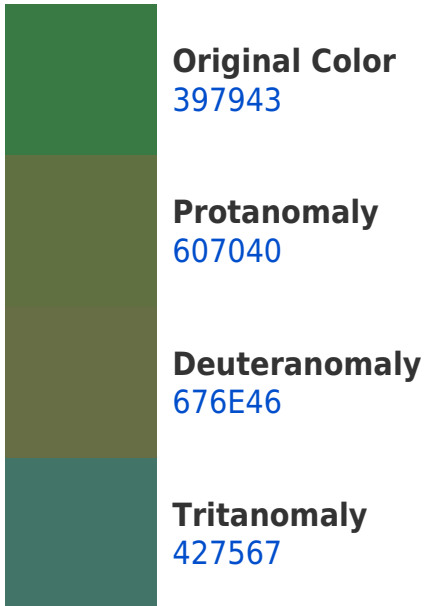 Original Color
397943
Protanomaly
607040
Deuteranomaly
676E46
Tritanomaly
427567